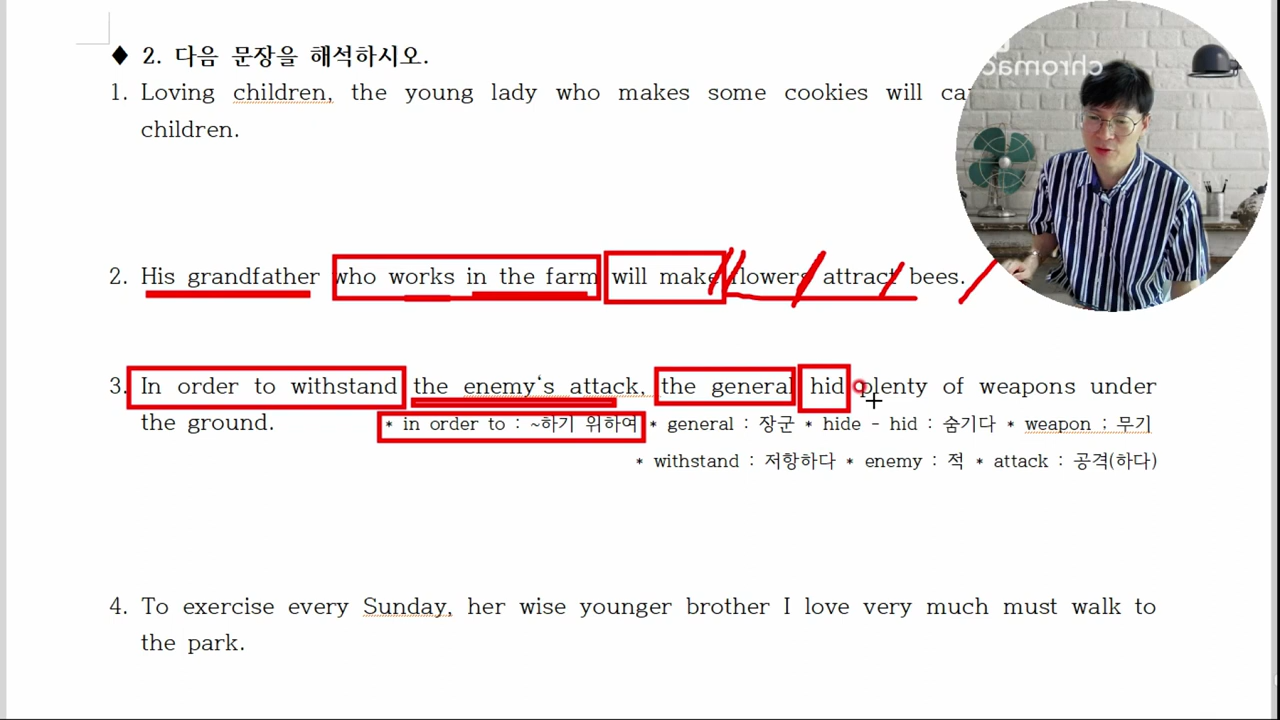 ◆ 2. 다음 문장을 해석하시오.
1. Loving children, the young lady who makes some cookies will
children.
chromac
2. His grandfather who works in the farm will make flowers attract bees.
3. In order to withstand the enemy‘s attack, the general hid plenty of weapons under
the ground.
* in order to : ~하기 위하여 * general : 장군 * hide - hid : 숨기다 * weapon ; 무기
* withstand : 저항하다 * enemy : 적 * attack : 공격(하다)
4. To exercise every Sunday, her wise younger brother I love very much must walk to
the park.